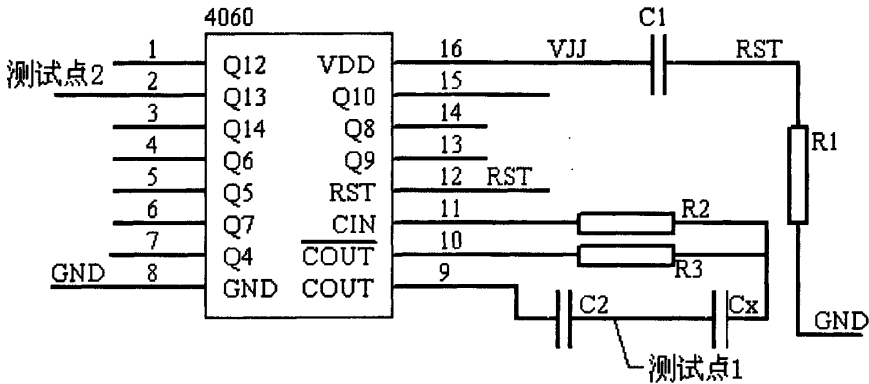 4060
C1
1
16
VJJ
RST
测试点2
Q12
VDD
2
15
Q13
Q10
R1
3
14
Q14
Q8
4
13
Q6
Q9
5
12
RST
Q5
RST
6
11
R2
Q7
CIN
7
10
R3
Q4
COUT
GND
8
9
GND
COUT
C2
Cx
GND
测试点1